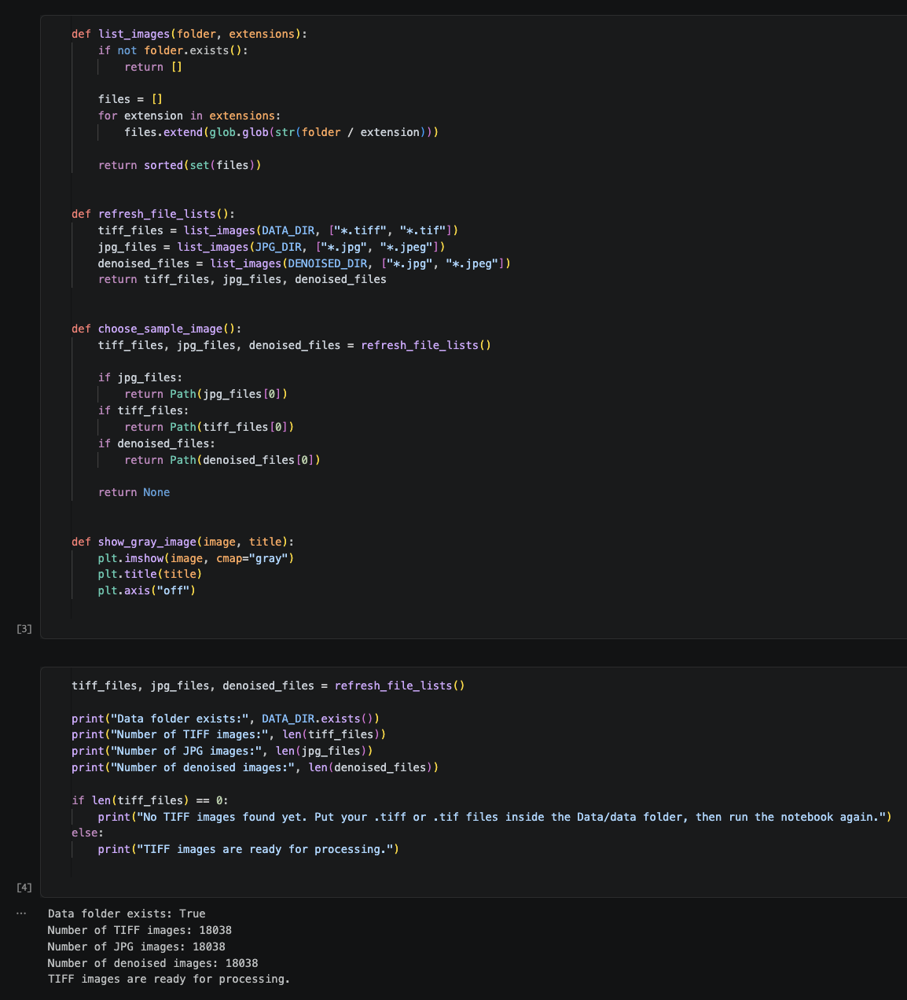 def list_images(folder, extensions):
    if not folder.exists():
        return []

    files = []
    for extension in extensions:
        files.extend(glob.glob(str(folder / extension)))

    return sorted(set(files))


def refresh_file_lists():
    tiff_files = list_images(DATA_DIR, ["*.tiff", "*.tif"])
    jpg_files = list_images(JPG_DIR, ["*.jpg", "*.jpeg"])
    denoised_files = list_images(DENOISED_DIR, ["*.jpg", "*.jpeg"])
    return tiff_files, jpg_files, denoised_files


def choose_sample_image():
    tiff_files, jpg_files, denoised_files = refresh_file_lists()

    if jpg_files:
        return Path(jpg_files[0])
    if tiff_files:
        return Path(tiff_files[0])
    if denoised_files:
        return Path(denoised_files[0])

    return None


def show_gray_image(image, title):
    plt.imshow(image, cmap="gray")
    plt.title(title)
    plt.axis("off")

[3]

tiff_files, jpg_files, denoised_files = refresh_file_lists()

print("Data folder exists:", DATA_DIR.exists())
print("Number of TIFF images:", len(tiff_files))
print("Number of JPG images:", len(jpg_files))
print("Number of denoised images:", len(denoised_files))

if len(tiff_files) == 0:
    print("No TIFF images found yet. Put your .tiff or .tif files inside the Data/data folder, then run the notebook again.")
else:
    print("TIFF images are ready for processing.")

[4]
... Data folder exists: True
Number of TIFF images: 18038
Number of JPG images: 18038
Number of denoised images: 18038
TIFF images are ready for processing.